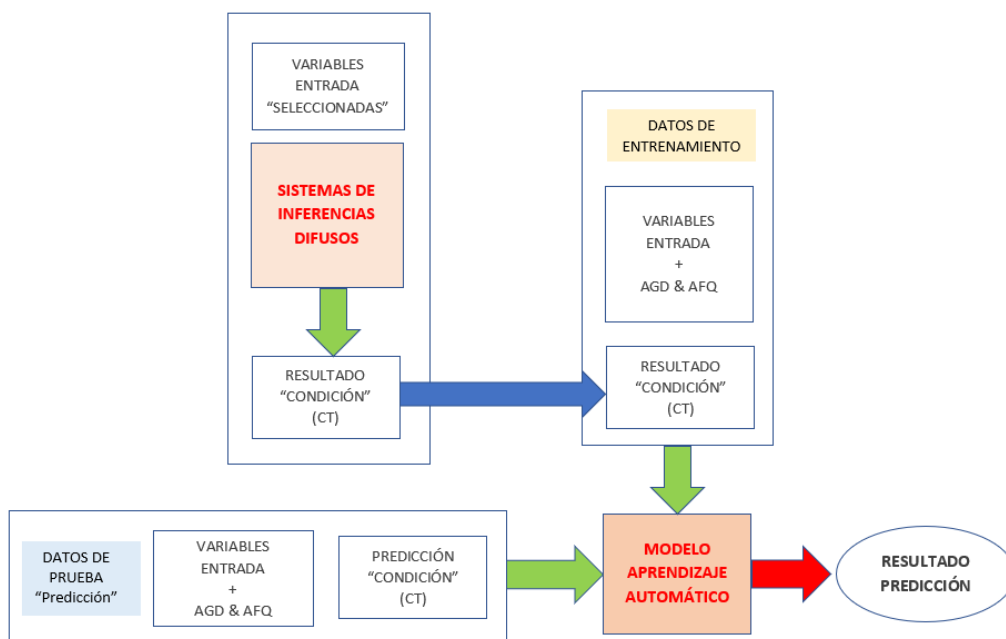 VARIABLES
ENTRADA
“SELECCIONADAS”
SISTEMAS DE
INFERENCIAS
DIFUSOS
RESULTADO
“CONDICIÓN”
(CT)
DATOS DE
ENTRENAMIENTO
VARIABLES
ENTRADA
+
AGD & AFQ
RESULTADO
“CONDICIÓN”
(CT)
DATOS DE
PRUEBA
“Predicción”
VARIABLES
ENTRADA
+
AGD & AFQ
PREDICCIÓN
“CONDICIÓN”
(CT)
MODELO
APRENDIZAJE
AUTOMÁTICO
RESULTADO
PREDICCIÓN